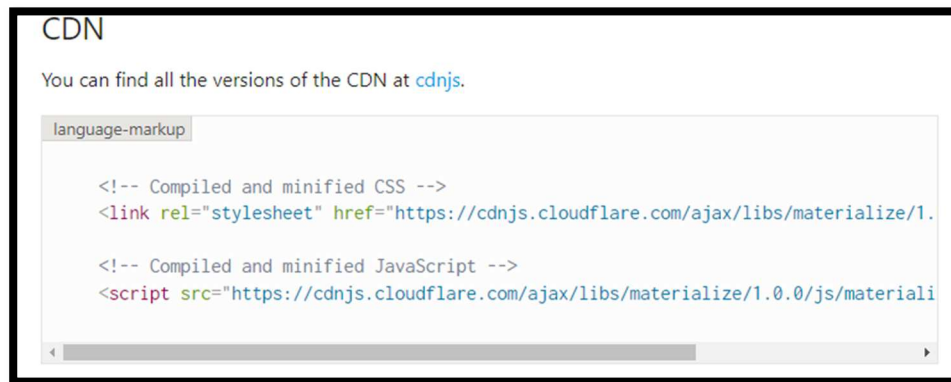 CDN
You can find all the versions of the CDN at cdnjs.
language-markup
<!-- Compiled and minified CSS -->
<link rel="stylesheet" href="https://cdnjs.cloudflare.com/ajax/libs/materialize/1.
<!-- Compiled and minified JavaScript -->
<script src="https://cdnjs.cloudflare.com/ajax/libs/materialize/1.0.0/js/materiali